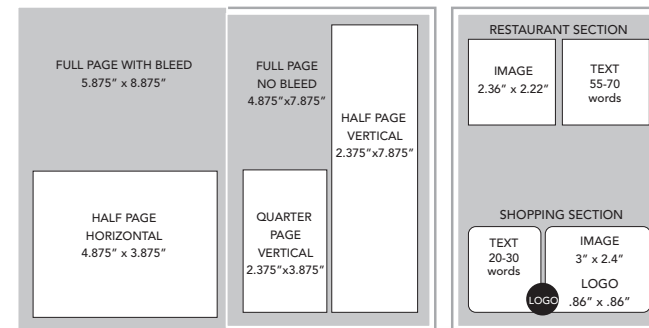 FULL PAGE WITH BLEED
5.875" x 8.875"
HALF PAGE
HORIZONTAL
4.875" x 3.875"
FULL PAGE
NO BLEED
4.875"x7.875"
HALF PAGE
VERTICAL
2.375"x7.875"
QUARTER
PAGE
VERTICAL
2.375"x3.875"
RESTAURANT SECTION
IMAGE
2.36" x 2.22"
TEXT
55-70
words
SHOPPING SECTION
TEXT
20-30
words
IMAGE
3" x 2.4"
LOGO
.86" x .86"
LOGO